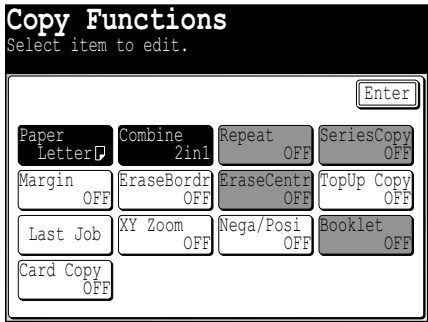 Copy Functions
Select item to edit.
Enter
Paper
Letter
Combine
2in1
Repeat
OFF
SeriesCopy
OFF
Margin
OFF
EraseBordr
OFF
EraseCentr
OFF
TopUp Copy
OFF
Last Job
XY Zoom
OFF
Nega/Posi
OFF
Booklet
OFF
Card Copy
OFF